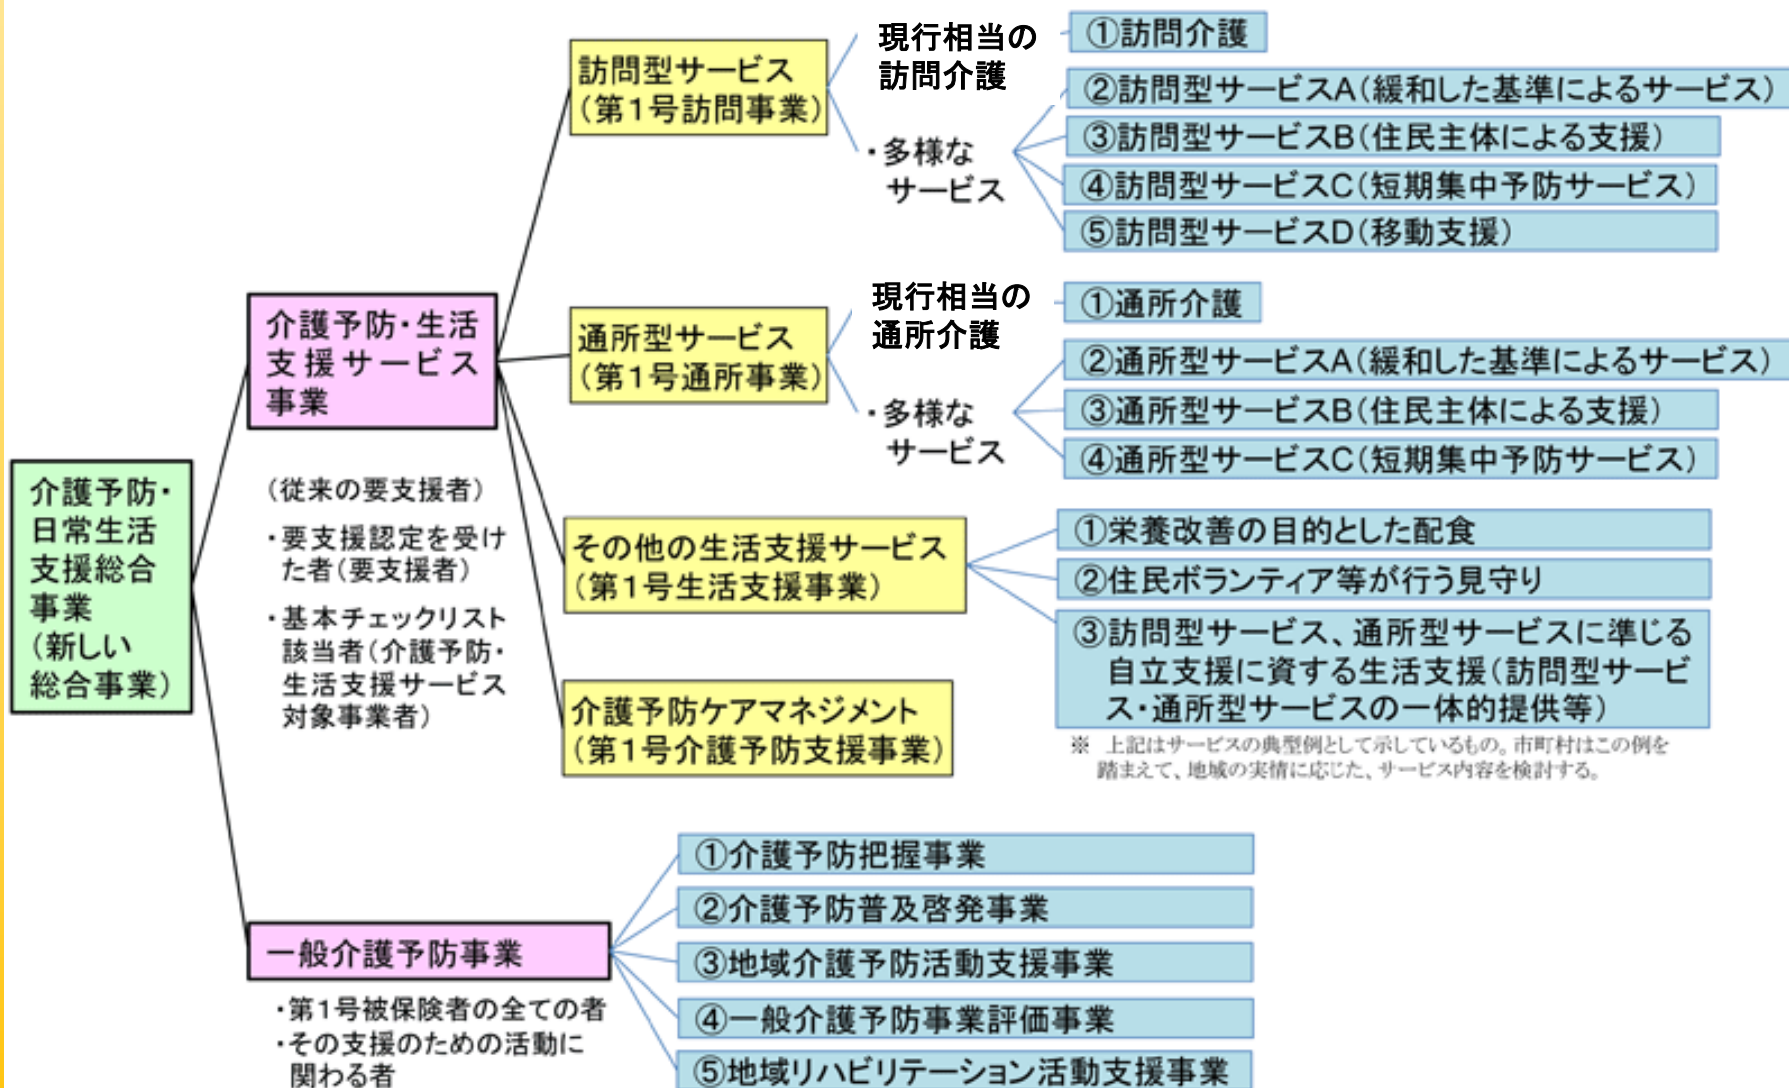 介護予防・
日常生活
支援総合
事業
(新しい
総合事業)
介護予防・生活
支援サービス
事業
(従来の要支援者)
・要支援認定を受け
た者(要支援者)
・基本チェックリスト
該当者(介護予防・
生活支援サービス
対象事業者)
訪問型サービス
(第1号訪問事業)
現行相当の
訪問介護
①訪問介護
・多様な
サービス
②訪問型サービスA(緩和した基準によるサービス)
③訪問型サービスB(住民主体による支援)
④訪問型サービスC(短期集中予防サービス)
⑤訪問型サービスD(移動支援)
通所型サービス
(第1号通所事業)
現行相当の
通所介護
①通所介護
・多様な
サービス
②通所型サービスA(緩和した基準によるサービス)
③通所型サービスB(住民主体による支援)
④通所型サービスC(短期集中予防サービス)
その他の生活支援サービス
(第1号生活支援事業)
①栄養改善の目的とした配食
②住民ボランティア等が行う見守り
③訪問型サービス、通所型サービスに準じる
自立支援に資する生活支援(訪問型サービ
ス・通所型サービスの一体的提供等)
※ 上記はサービスの典型例として示しているもの。市町村はこの例を
踏まえて、地域の実情に応じた、サービス内容を検討する。
介護予防ケアマネジメント
(第1号介護予防支援事業)
一般介護予防事業
・第1号被保険者の全ての者
・その支援のための活動に
関わる者
①介護予防把握事業
②介護予防普及啓発事業
③地域介護予防活動支援事業
④一般介護予防事業評価事業
⑤地域リハビリテーション活動支援事業